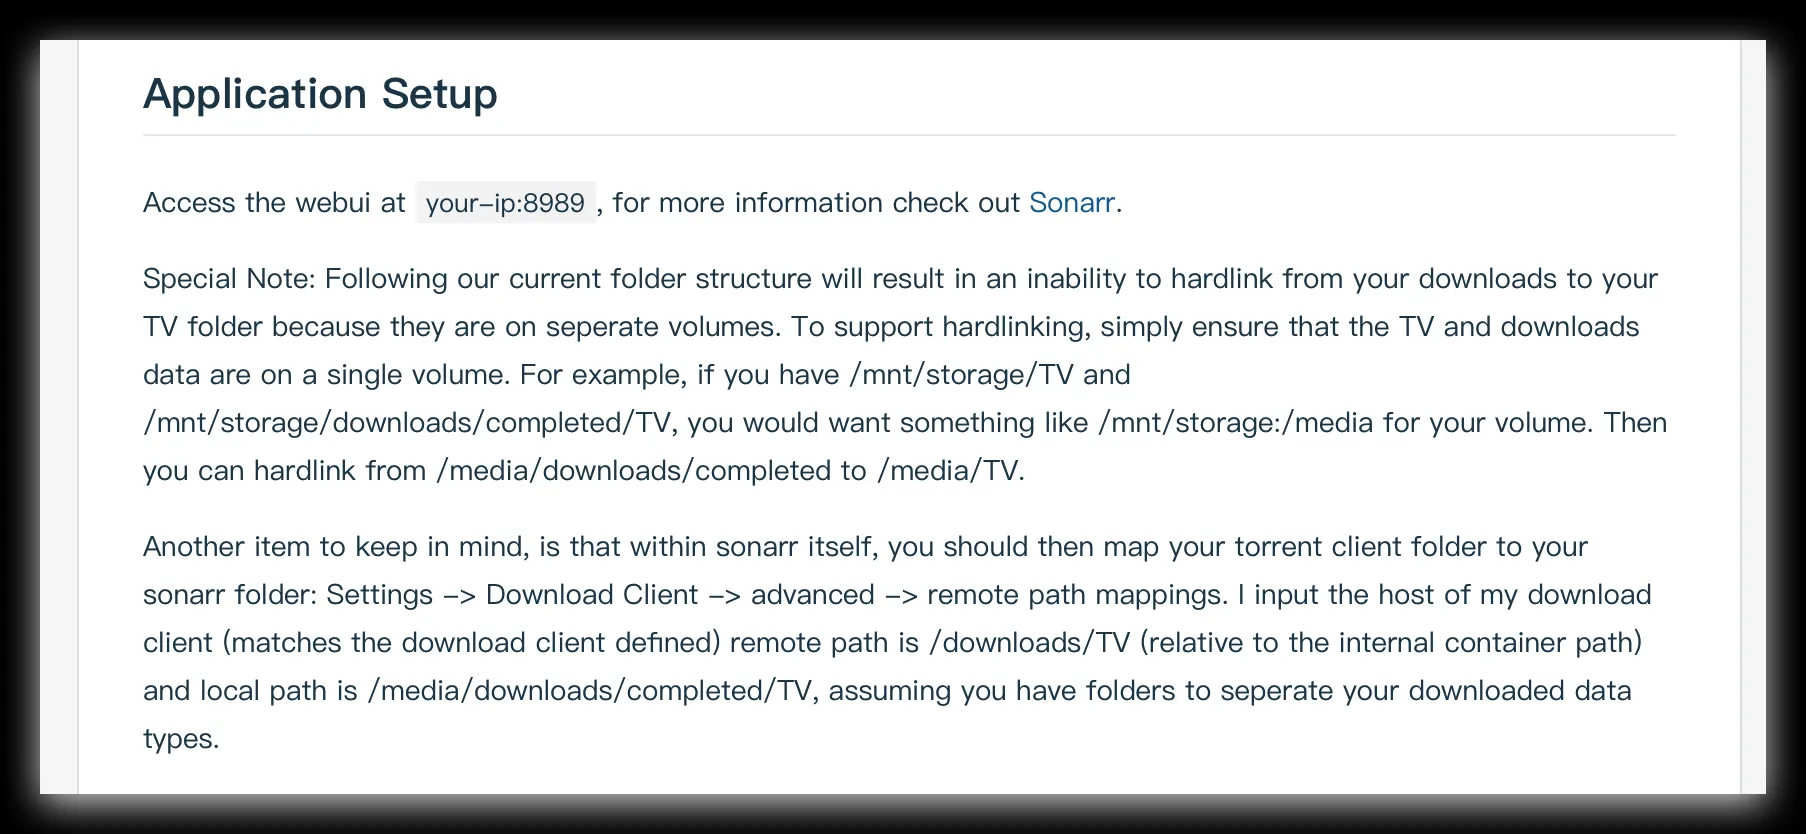 Application Setup
Access the webui at your-ip:8989 , for more information check out Sonarr.
Special Note: Following our current folder structure will result in an inability to hardlink from your downloads to your
TV folder because they are on seperate volumes. To support hardlinking, simply ensure that the TV and downloads
data are on a single volume. For example, if you have /mnt/storage/TV and
/mnt/storage/downloads/completed/TV, you would want something like /mnt/storage:/media for your volume. Then
you can hardlink from /media/downloads/completed to /media/TV.
Another item to keep in mind, is that within sonarr itself, you should then map your torrent client folder to your
sonarr folder: Settings -> Download Client -> advanced -> remote path mappings. I input the host of my download
client (matches the download client defined) remote path is /downloads/TV (relative to the internal container path)
and local path is /media/downloads/completed/TV, assuming you have folders to seperate your downloaded data
types.